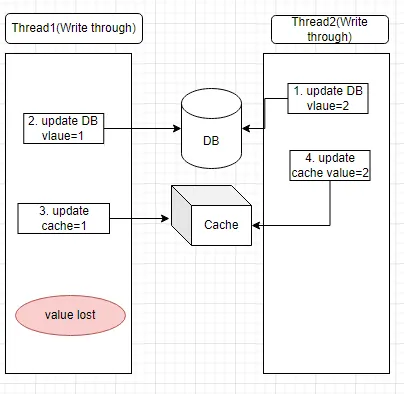 Thread1(Write through)
Thread2(Write
through)
1. update DB
vlaue=2
2. update DB
vlaue=1
DB
4. update
cache value=2
3. update
cache=1
Cache
value lost